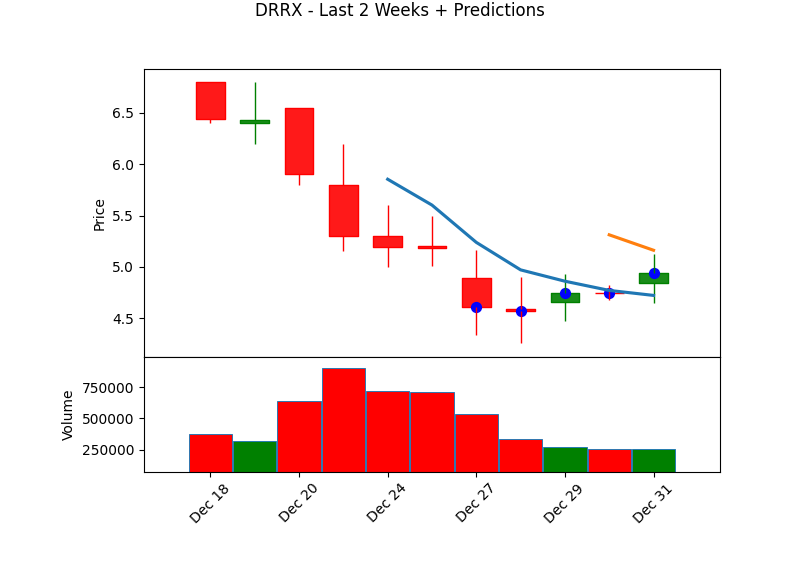 DRRX - Last 2 Weeks + Predictions
Price
6.5
6.0
5.5
5.0
4.5
Volume
750000
500000
250000
Dec 18
Dec 20
Dec 24
Dec 27
Dec 29
Dec 31